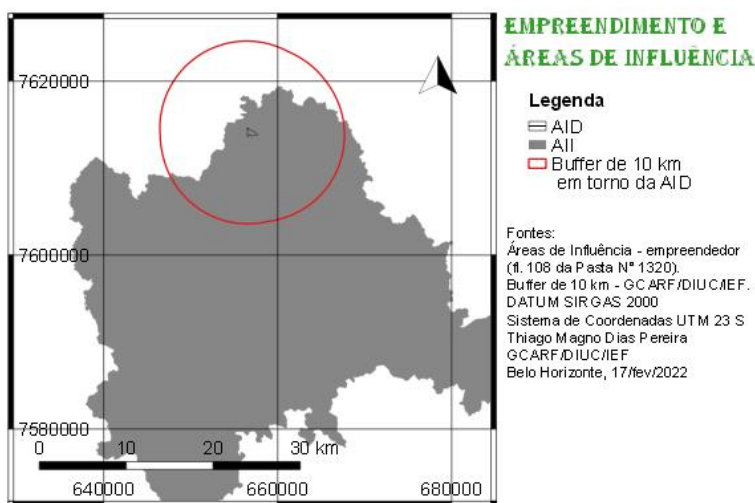 EMPREENDIMENTO E
ÁREAS DE INFLUÊNCIA
Legenda
AID
AII
Buffer de 10 km
em torno da AID
Fontes:
Áreas de Influência - empreendedor
(fl. 108 da Pasta Nº 1320).
Buffer de 10 km - GCARF/DIUC/IEF.
DATUM SIRGAS 2000
Sistema de Coordenadas UTM 23 S
Thiago Magno Dias Pereira
GCARF/DIUC/IEF
Belo Horizonte, 17/fev/2022
7620000
7600000
7580000
0 10 20 30 km
640000 660000 680000